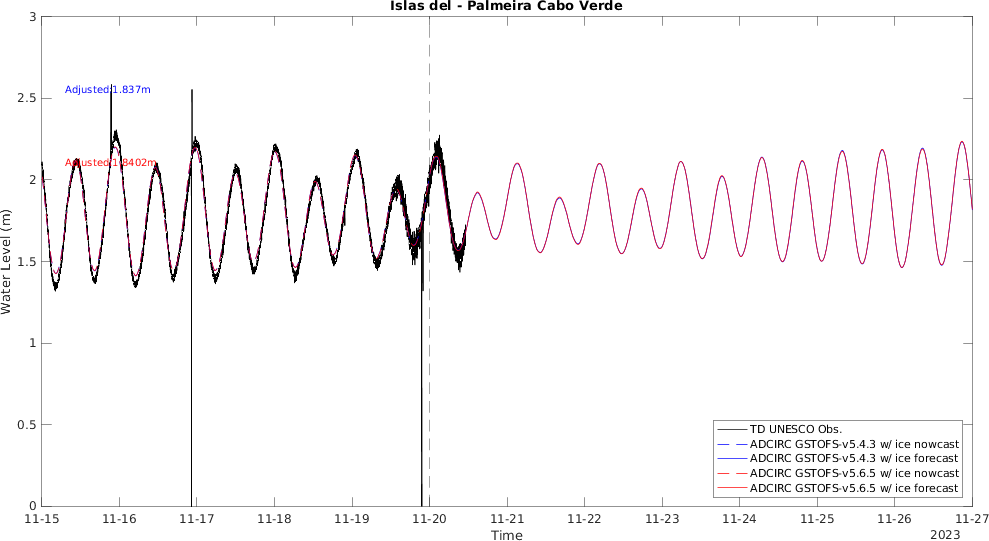 Islas del - Palmeira Cabo Verde
3
2.5
2
1.5
1
0.5
0
Water Level (m)
Adjusted:1.837m
Adjusted:1.8402m
TD UNESCO Obs.
ADCIRC GSTOFS-v5.4.3 w/ ice nowcast
ADCIRC GSTOFS-v5.4.3 w/ ice forecast
ADCIRC GSTOFS-v5.6.5 w/ ice nowcast
ADCIRC GSTOFS-v5.6.5 w/ ice forecast
11-15 11-16 11-17 11-18 11-19 11-20 11-21 11-22 11-23 11-24 11-25 11-26 11-27
Time
2023